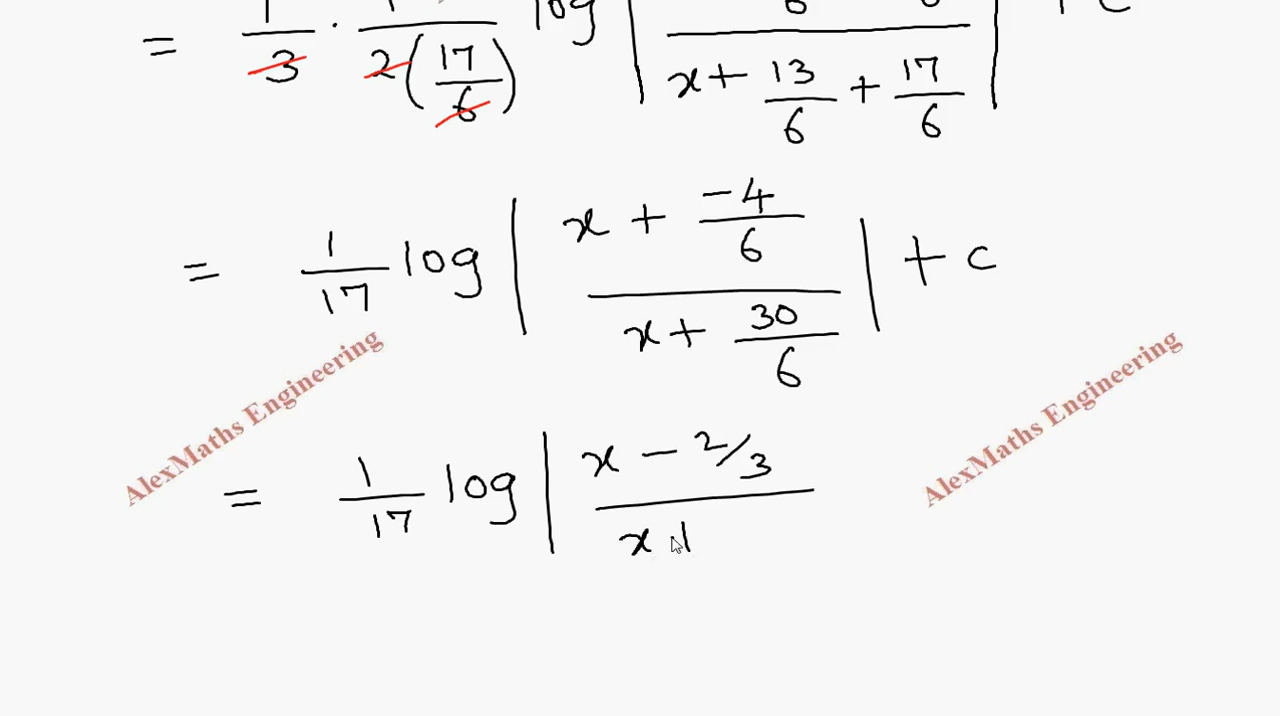 = 1/3 · 1/2(17/6) log | / x + 13/6 + 17/6 | + c
= 1/17 log | x + -4/6 / x + 30/6 | + c
= 1/17 log | x - 2/3 / x
AlexMaths Engineering
AlexMaths Engineering